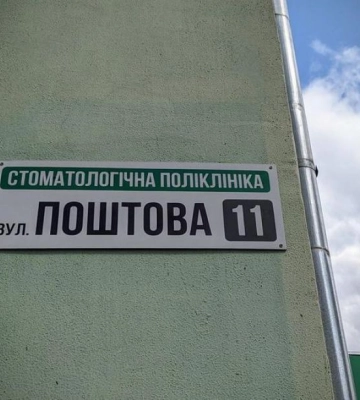 СТОМАТОЛОГІЧНА ПОЛІКЛІНІКА
ВУЛ. ПОШТОВА 11